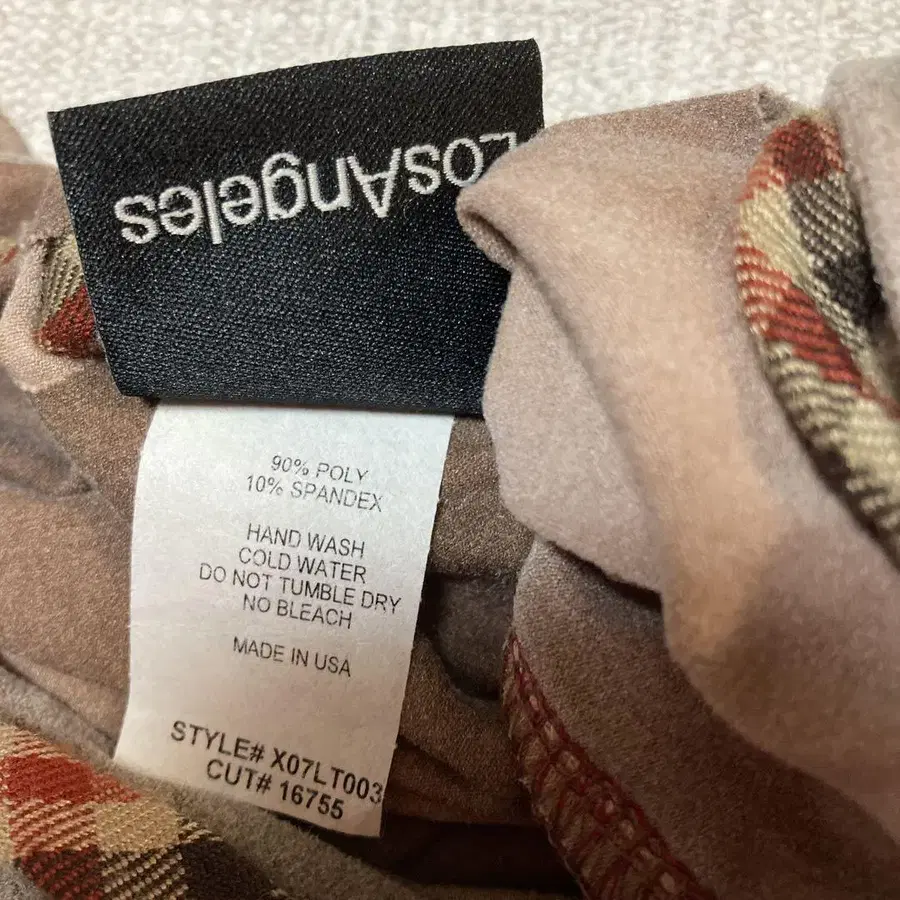 LosAngeles
90% POLY
10% SPANDEX
HAND WASH
COLD WATER
DO NOT TUMBLE DRY
NO BLEACH
MADE IN USA
STYLE# X07LT003
CUT# 16755